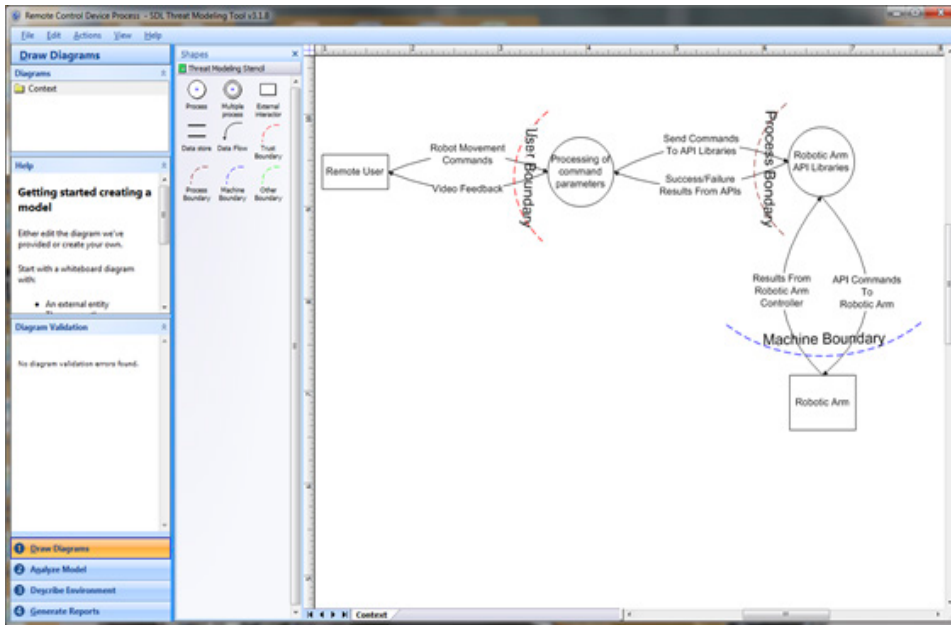 Remote Control Device Process - SDL Threat Modeling Tool v3.1.8
File Edit Actions View Help
Draw Diagrams
Diagrams
Context
Help
Getting started creating a
model
Either edit the diagram we've
provided or create your own.
Start with a whiteboard diagram
with:
• An external entity
Diagram Validation
No diagram validation errors found.
1 Draw Diagrams
2 Analyze Model
3 Describe Environment
4 Generate Reports
Shapes
Threat Modeling Stencil
Process
Multiple
process
External
interactor
Data store
Data Flow
Trust
Boundary
Process
Boundary
Machine
Boundary
Other
Boundary
Remote User
Robot Movement
Commands
Video Feedback
User Boundary
Processing of
command
parameters
Send Commands
To API Libraries
Success/Failure
Results From APIs
Process Bondary
Robotic Arm
API Libraries
Results From
Robotic Arm
Controller
API Commands
To
Robotic Arm
Machine Boundary
Robotic Arm
Context